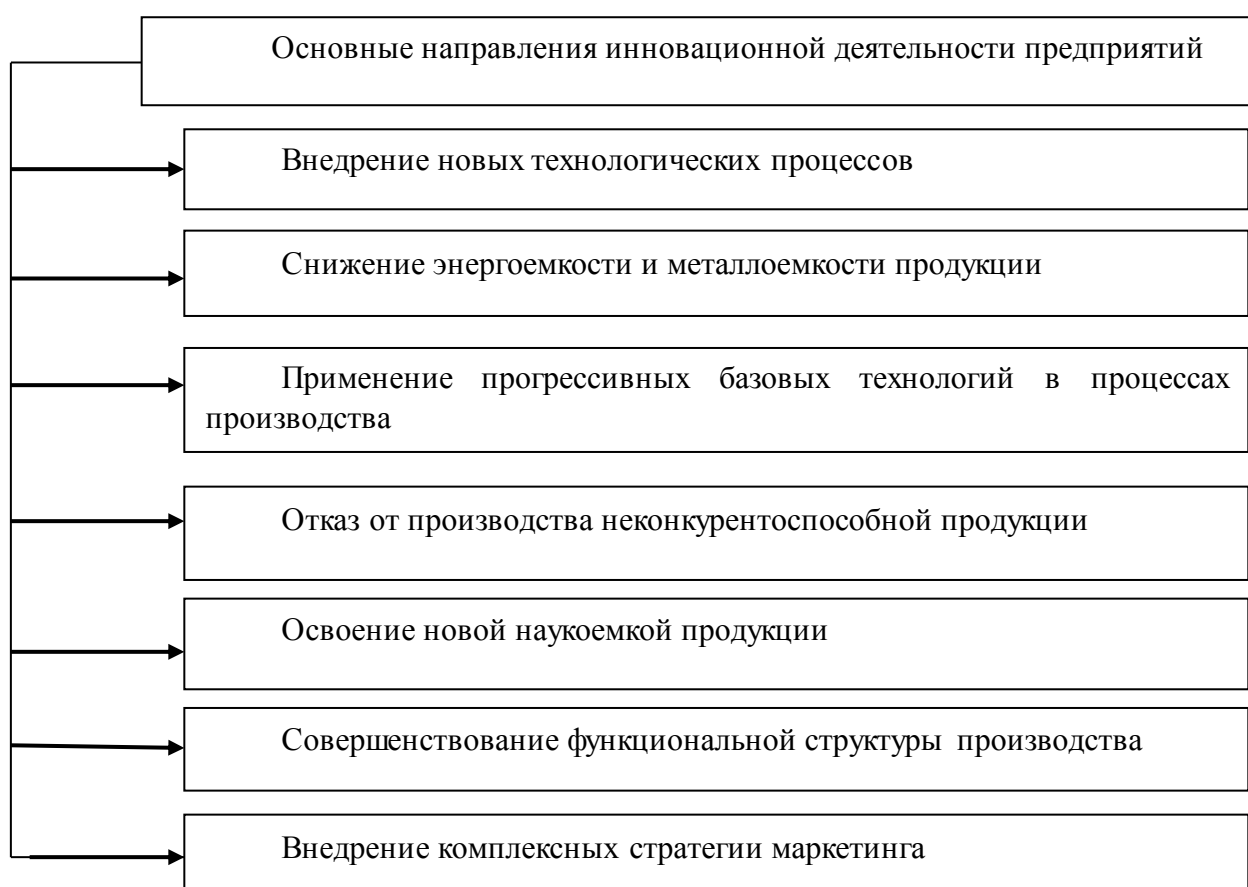 Основные направления инновационной деятельности предприятий
Внедрение новых технологических процессов
Снижение энергоемкости и металлоемкости продукции
Применение прогрессивных базовых технологий в процессах
производства
Отказ от производства неконкурентоспособной продукции
Освоение новой наукоемкой продукции
Совершенствование функциональной структуры производства
Внедрение комплексных стратегии маркетинга